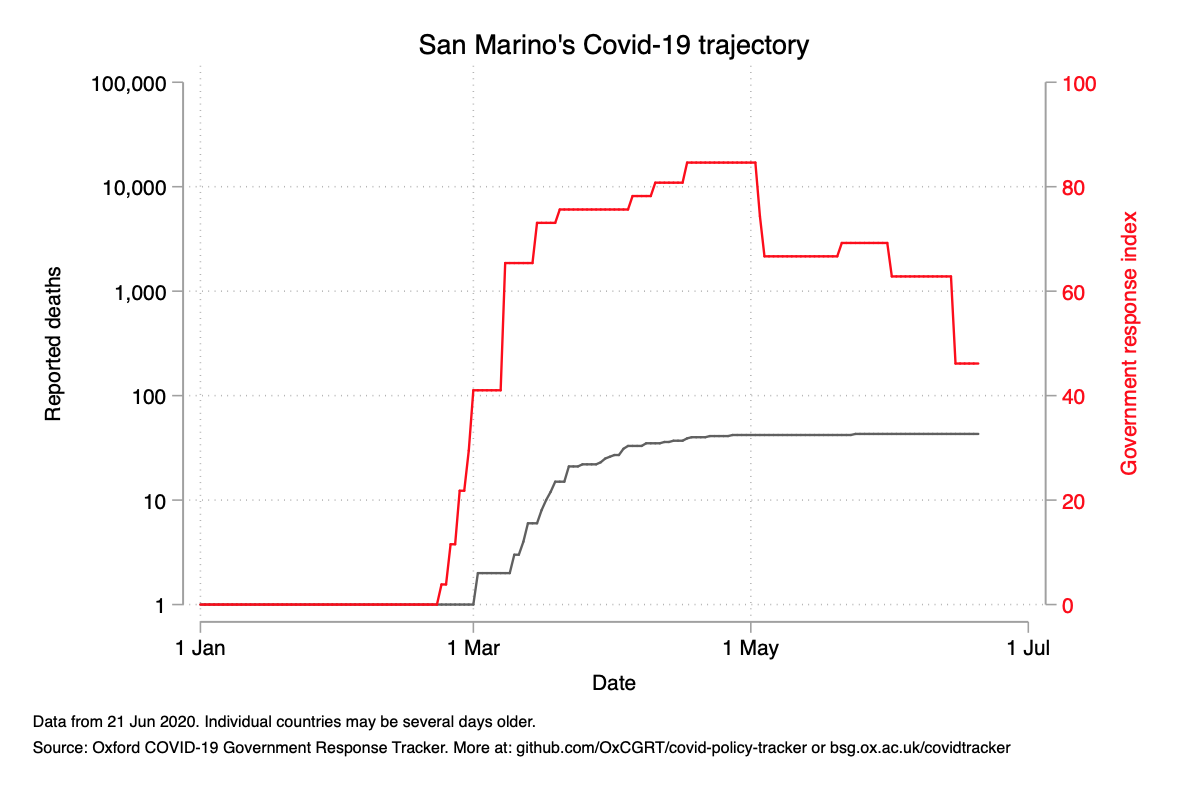 San Marino's Covid-19 trajectory
100,000
10,000
1,000
100
10
1
Reported deaths
100
80
60
40
20
0
Government response index
1 Jan
1 Mar
1 May
1 Jul
Date
Data from 21 Jun 2020. Individual countries may be several days older.
Source: Oxford COVID-19 Government Response Tracker. More at: github.com/OxCGRT/covid-policy-tracker or bsg.ox.ac.uk/covidtracker